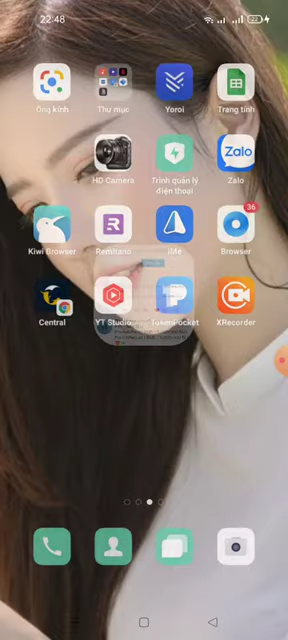 22:48
Ống kính
Thư mục
Yoroi
Trang tính
HD Camera
Trình quản lý
điện thoại
Zalo
Zalo
Kiwi Browser
Remitano
iMe
36
Browser
Central
YT Studio
TokenPocket
XRecorder